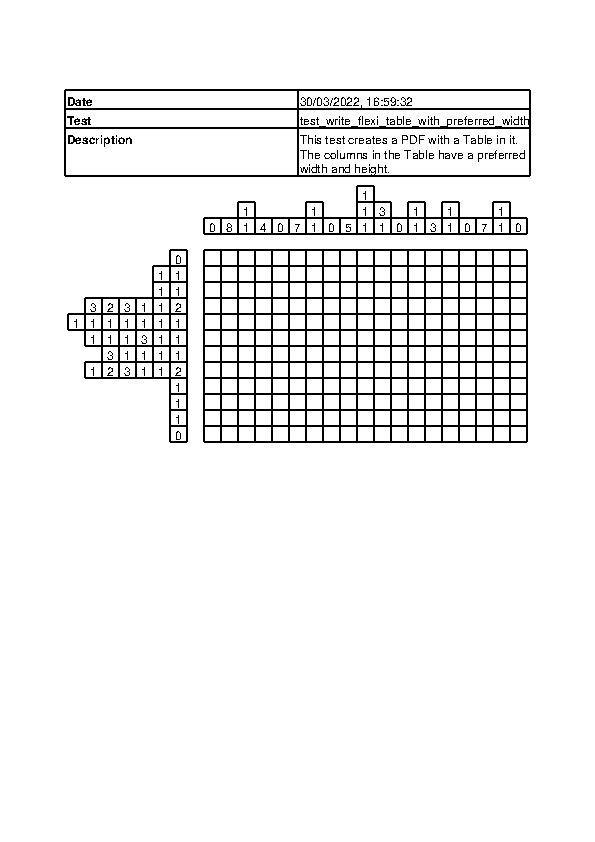 Date 30/03/2022, 16:59:32
Test test_write_flexi_table_with_preferred_width
Description This test creates a PDF with a Table in it.
The columns in the Table have a preferred
width and height.
1
1 1 1 3 1 1 1
0 8 1 4 0 7 1 0 5 1 1 0 1 3 1 0 7 1 0
0
1 1
1 1
3 2 3 1 1 2
1 1 1 1 1 1 1
1 1 1 3 1 1
3 1 1 1 1
1 2 3 1 1 2
1
1
1
0